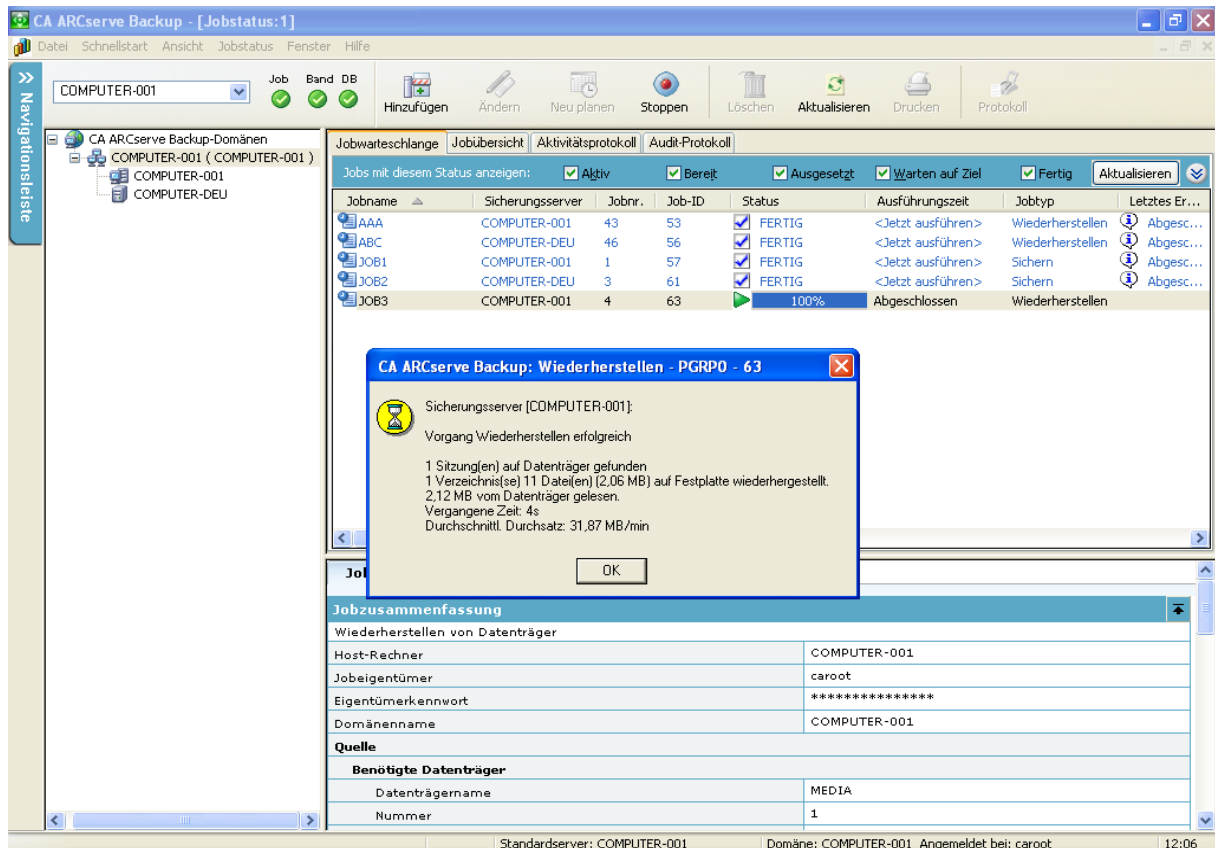 CA ARCserve Backup - [Jobstatus:1]
Datei Schnellstart Ansicht Jobstatus Fenster Hilfe
Navigationsleiste
COMPUTER-001
Job Band DB
Hinzufügen Ändern Neu planen Stoppen Löschen Aktualisieren Drucken Protokoll
CA ARCserve Backup-Domänen
COMPUTER-001 ( COMPUTER-001 )
COMPUTER-001
COMPUTER-DEU
Jobwarteschlange Jobübersicht Aktivitätsprotokoll Audit-Protokoll
Jobs mit diesem Status anzeigen: Aktiv Bereit Ausgesetzt Warten auf Ziel Fertig Aktualisieren
Jobname Sicherungsserver Jobnr. Job-ID Status Ausführungszeit Jobtyp Letztes Er...
AAA COMPUTER-001 43 53 FERTIG <Jetzt ausführen> Wiederherstellen Abgesc...
ABC COMPUTER-DEU 46 56 FERTIG <Jetzt ausführen> Wiederherstellen Abgesc...
JOB1 COMPUTER-001 1 57 FERTIG <Jetzt ausführen> Sichern Abgesc...
JOB2 COMPUTER-DEU 3 61 FERTIG <Jetzt ausführen> Sichern Abgesc...
JOB3 COMPUTER-001 4 63 100% Abgeschlossen Wiederherstellen
CA ARCserve Backup: Wiederherstellen - PGRP0 - 63
Sicherungsserver [COMPUTER-001]:
Vorgang Wiederherstellen erfolgreich
1 Sitzung(en) auf Datenträger gefunden
1 Verzeichnis(se) 11 Datei(en) (2,06 MB) auf Festplatte wiederhergestellt.
2,12 MB vom Datenträger gelesen.
Vergangene Zeit: 4s
Durchschnittl. Durchsatz: 31,87 MB/min
OK
Jo
Jobzusammenfassung
Wiederherstellen von Datenträger
Host-Rechner COMPUTER-001
Jobeigentümer caroot
Eigentümerkennwort ***************
Domänenname COMPUTER-001
Quelle
Benötigte Datenträger
Datenträgername MEDIA
Nummer 1
Standardserver: COMPUTER-001 Domäne: COMPUTER-001 Angemeldet bei: caroot 12:06